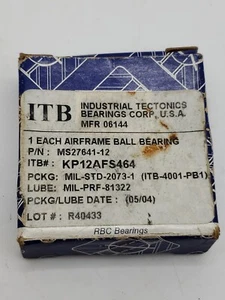 ITB
INDUSTRIAL TECTONICS
BEARINGS CORP., U.S.A.
MFR 06144
1 EACH AIRFRAME BALL BEARING
P/N : MS27641-12
ITB#: KP12AFS464
PCKG: MIL-STD-2073-1 (ITB-4001-PB1)
LUBE: MIL-PRF-81322
PCKG/LUBE DATE : (05/04)
LOT # : R40433
RBC Bearings